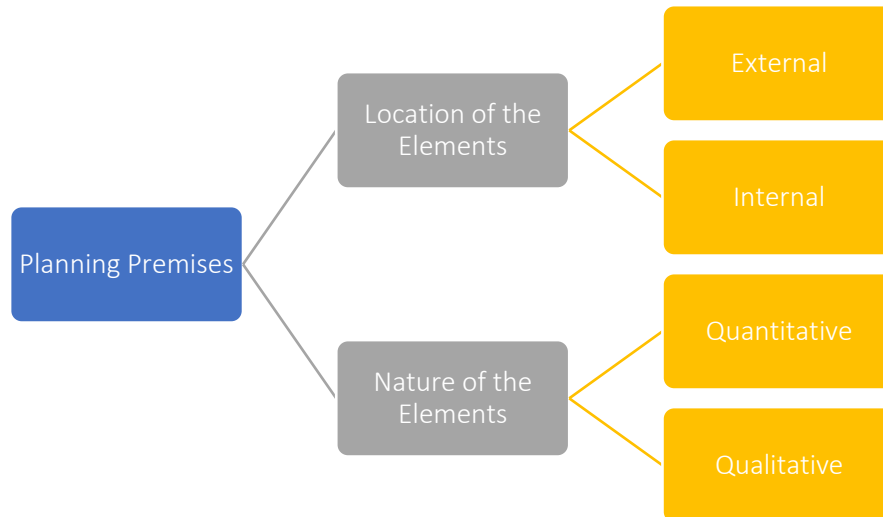 Planning Premises
Location of the
Elements
External
Internal
Nature of the
Elements
Quantitative
Qualitative